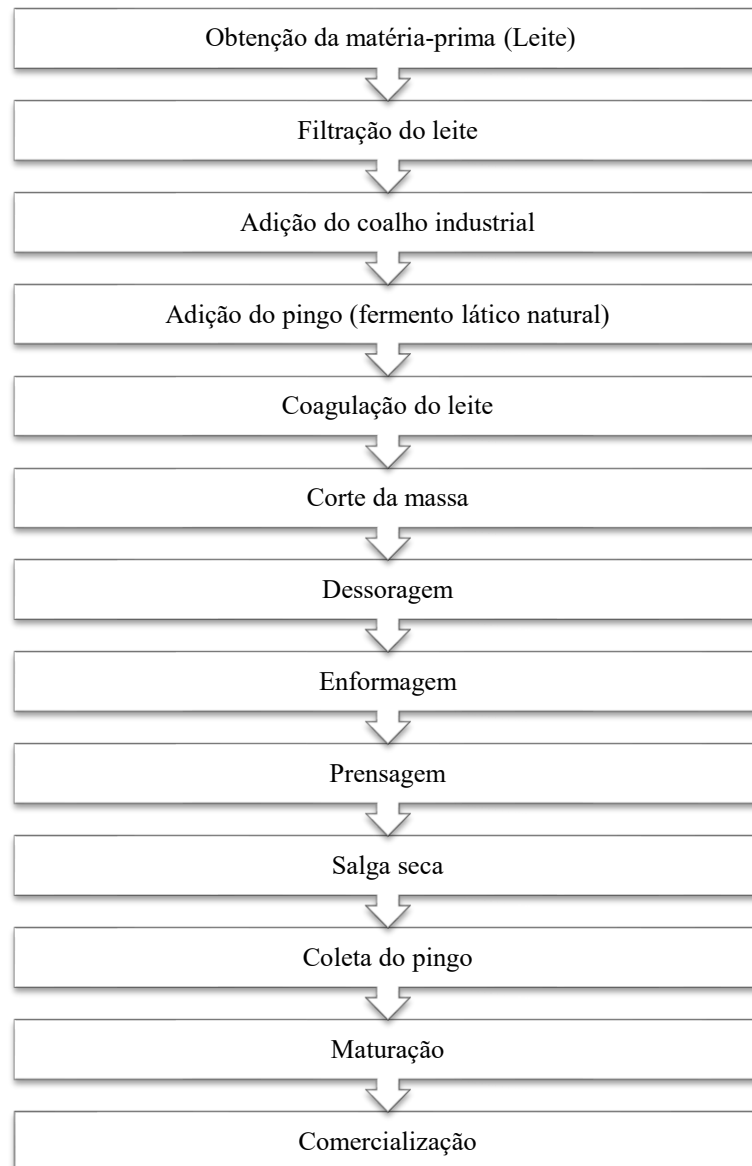 Obtenção da matéria-prima (Leite)
Filtração do leite
Adição do coalho industrial
Adição do pingo (fermento lático natural)
Coagulação do leite
Corte da massa
Dessoragem
Enformagem
Prensagem
Salga seca
Coleta do pingo
Maturação
Comercialização